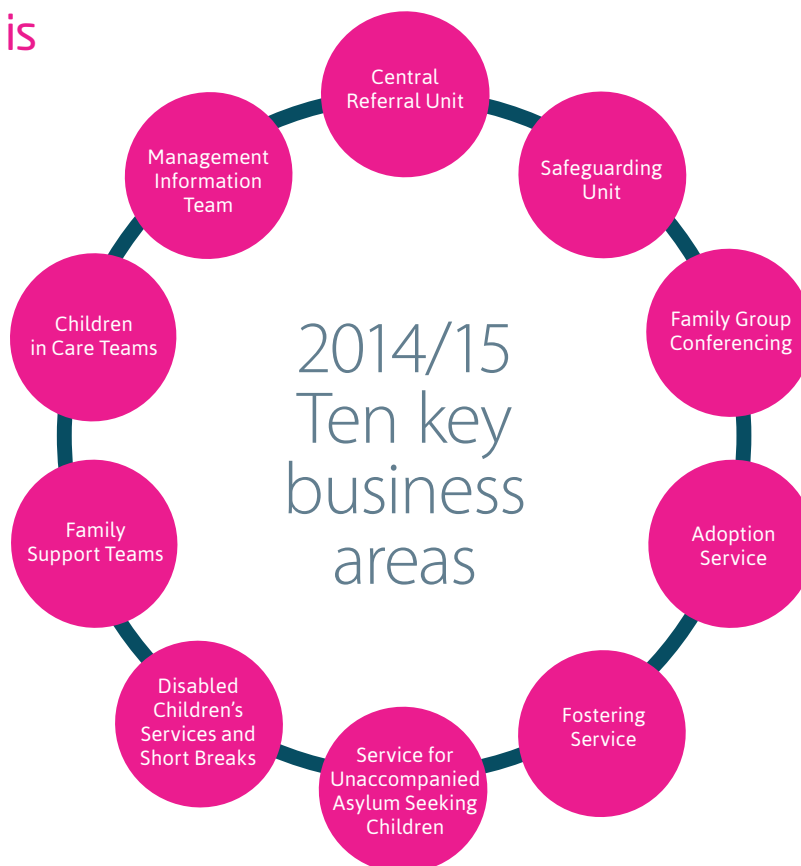 is
Central
Referral Unit
Safeguarding
Unit
Family Group
Conferencing
Adoption
Service
Fostering
Service
Service for
Unaccompanied
Asylum Seeking
Children
Disabled
Children’s
Services and
Short Breaks
Family
Support Teams
Children
in Care Teams
Management
Information
Team
2014/15
Ten key
business
areas